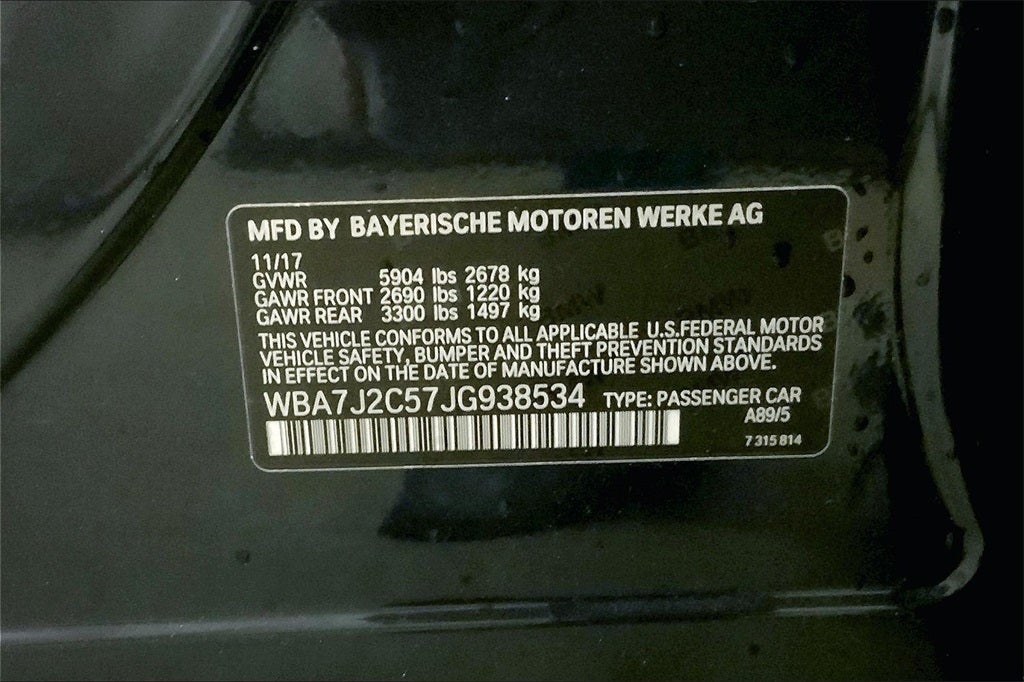 MFD BY BAYERISCHE MOTOREN WERKE AG
11/17
GVWR 5904 lbs 2678 kg
GAWR FRONT 2690 lbs 1220 kg
GAWR REAR 3300 lbs 1497 kg
THIS VEHICLE CONFORMS TO ALL APPLICABLE U.S.FEDERAL MOTOR
VEHICLE SAFETY, BUMPER AND THEFT PREVENTION STANDARDS
IN EFFECT ON THE DATE OF MANUFACTURE SHOWN ABOVE.
WBA7J2C57JG938534 TYPE: PASSENGER CAR
A89/5
7 315 814